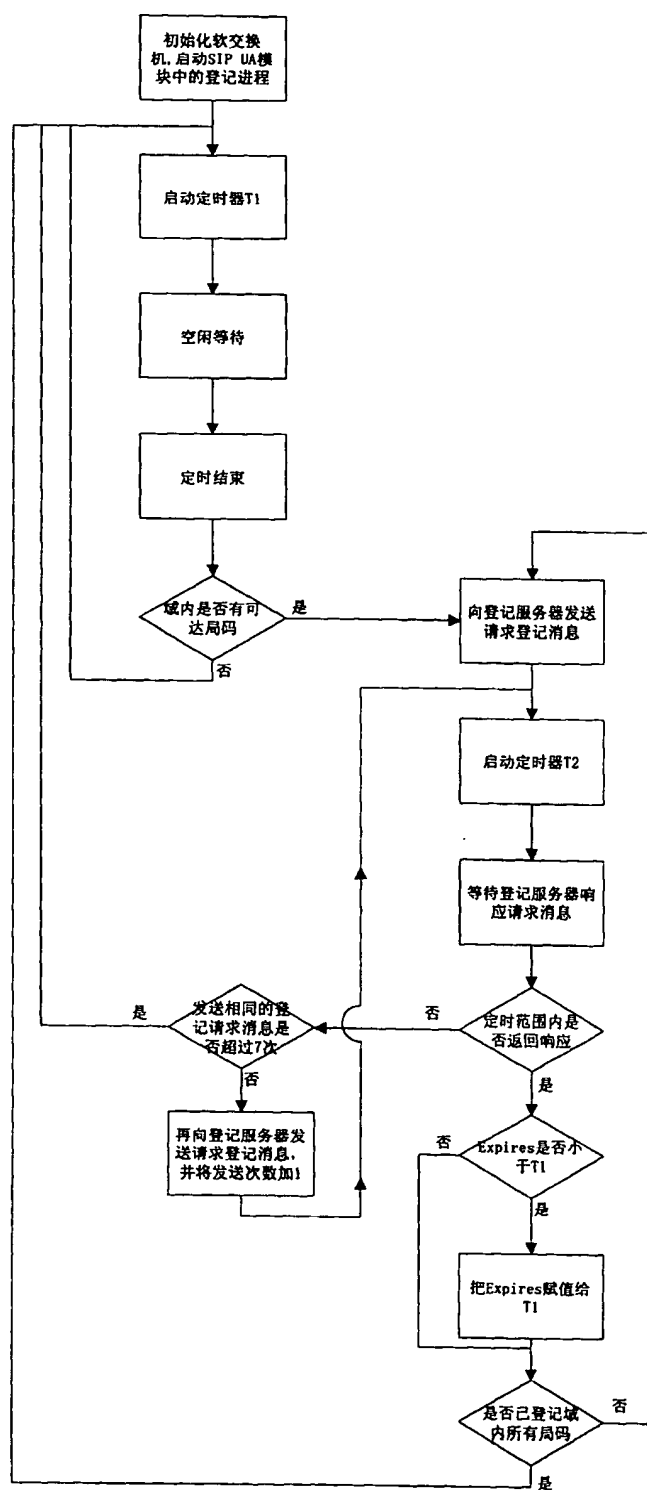 初始化软交换
机,启动SIP UA模
块中的登记进程
启动定时器T1
空闲等待
定时结束
域内是否有可
达局码
是
否
向登记服务器发送
请求登记消息
启动定时器T2
等待登记服务器响
应请求消息
定时范围内是
否返回响应
否
是
发送相同的登
记请求消息是
否超过7次
是
否
再向登记服务器发
送请求登记消息,
并将发送次数加1
Expires是否小
于T1
否
是
把Expires赋值给
T1
是否已登记域
内所有局码
否
是